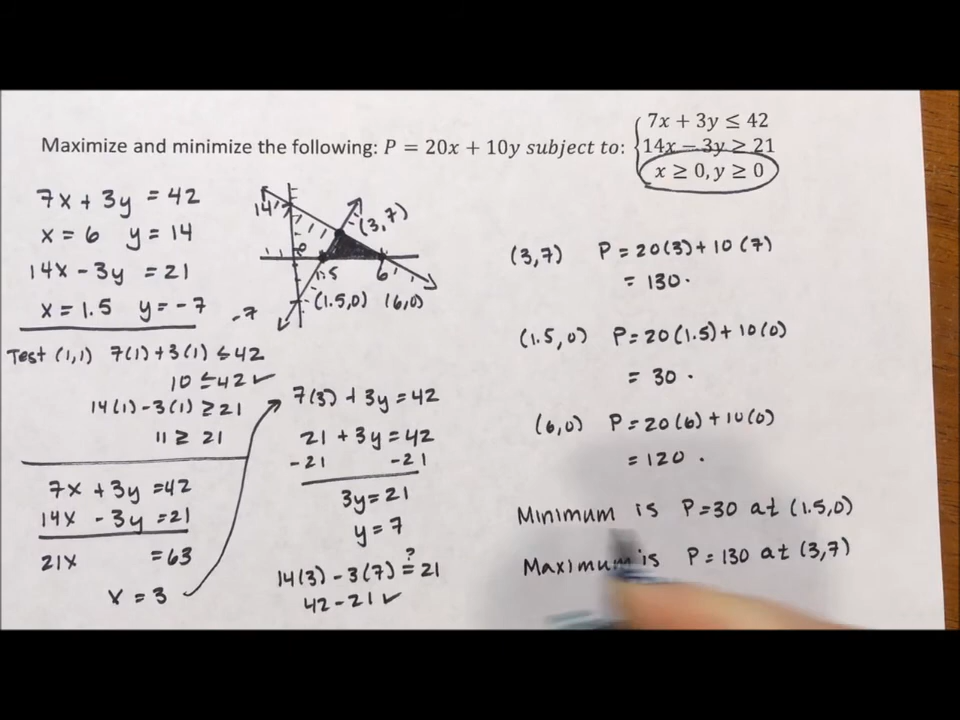 Maximize and minimize the following: P = 20x + 10y subject to:
7x + 3y ≤ 42
14x − 3y ≥ 21
x ≥ 0, y ≥ 0
7x + 3y = 42
x = 6 y = 14
14x - 3y = 21
x = 1.5 y = -7
Test (1,1) 7(1) + 3(1) ≤ 42
10 ≤ 42 ✓
14(1) - 3(1) ≥ 21
11 ≥ 21
7x + 3y = 42
14x - 3y = 21
21x = 63
x = 3
14
(3,7)
1.5
6
-7
(1.5,0) (6,0)
7(3) + 3y = 42
21 + 3y = 42
-21 -21
3y = 21
y = 7
14(3) - 3(7) ≟ 21
42 - 21 ✓
(3,7) P = 20(3) + 10(7)
= 130.
(1.5,0) P = 20(1.5) + 10(0)
= 30.
(6,0) P = 20(6) + 10(0)
= 120.
Minimum is P = 30 at (1.5,0)
Maximum is P = 130 at (3,7)